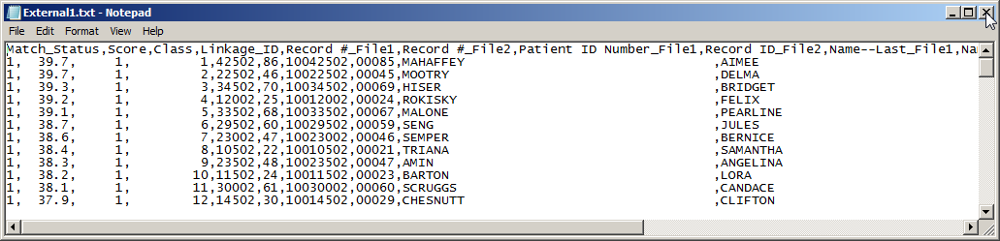 External1.txt - Notepad
File Edit Format View Help
Match_Status,Score,Class,Linkage_ID,Record #_File1,Record #_File2,Patient ID Number_File1,Record ID_File2,Name--Last_File1,Na
1, 39.7, 1, 1,42502,86,10042502,00085,MAHAFFEY ,AIMEE
1, 39.7, 1, 2,22502,46,10022502,00045,MOOTRY ,DELMA
1, 39.3, 1, 3,34502,70,10034502,00069,HISER ,BRIDGET
1, 39.2, 1, 4,12002,25,10012002,00024,ROKISKY ,FELIX
1, 39.1, 1, 5,33502,68,10033502,00067,MALONE ,PEARLINE
1, 38.7, 1, 6,29502,60,10029502,00059,SENG ,JULES
1, 38.6, 1, 7,23002,47,10023002,00046,SEMPER ,BERNICE
1, 38.4, 1, 8,10502,22,10010502,00021,TRIANA ,SAMANTHA
1, 38.3, 1, 9,23502,48,10023502,00047,AMIN ,ANGELINA
1, 38.2, 1, 10,11502,24,10011502,00023,BARTON ,LORA
1, 38.1, 1, 11,30002,61,10030002,00060,SCRUGGS ,CANDACE
1, 37.9, 1, 12,14502,30,10014502,00029,CHESNUTT ,CLIFTON